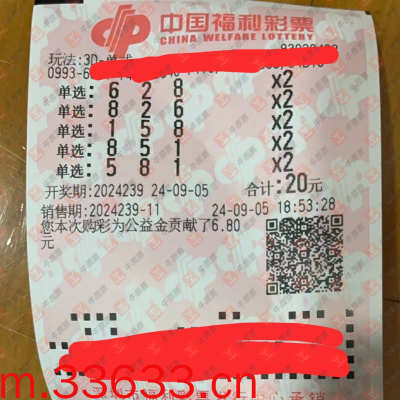 中国福利彩票
CHINA WELFARE LOTTERY
玩法:3D-单式
0993-6
单选: 6 2 8 x2
单选: 8 2 6 x2
单选: 1 5 8 x2
单选: 8 5 1 x2
单选: 5 8 1 x2
开奖期:2024239 24-09-05 合计:20元
销售期:2024239-11 24-09-05 18:53:28
您本次购彩为公益金贡献了6.80
元
m.33633.cn